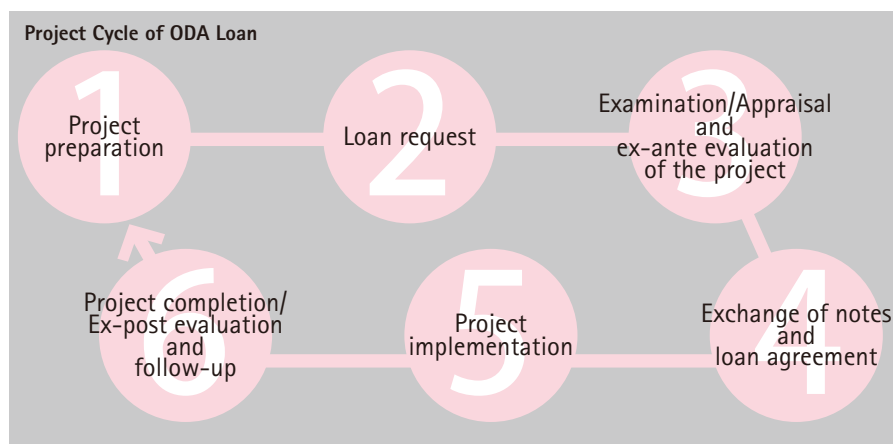 Project Cycle of ODA Loan
1
Project
preparation
2
Loan request
3
Examination/Appraisal
and
ex-ante evaluation
of the project
4
Exchange of notes
and
loan agreement
5
Project
implementation
6
Project completion/
Ex-post evaluation
and
follow-up